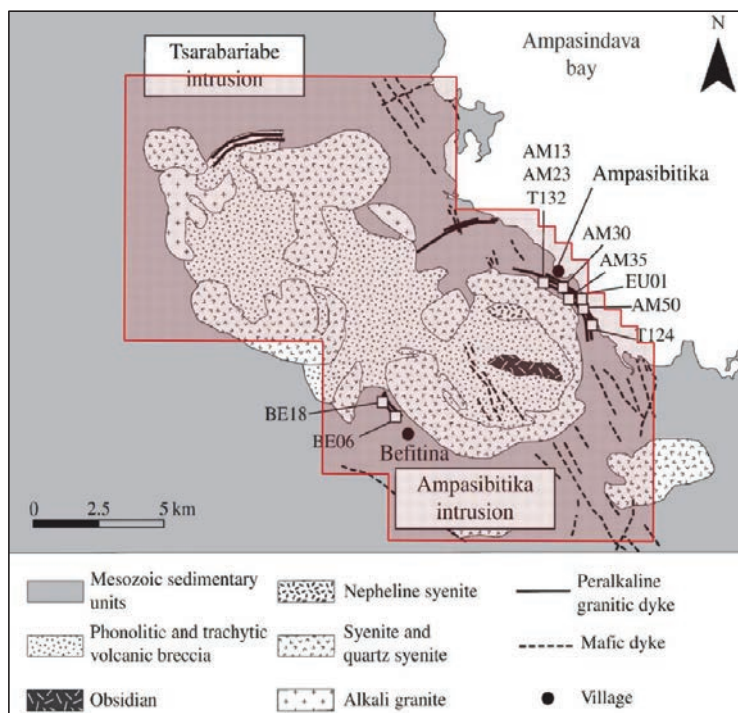 Tsarabariabe
intrusion
Ampasindava
bay
N
AM13
AM23
T132
Ampasibitika
AM30
AM35
EU01
AM50
T124
BE18
BE06
Befitina
Ampasibitika
intrusion
0 2.5 5 km
Mesozoic sedimentary
units
Nepheline syenite
Peralkaline
granitic dyke
Phonolitic and trachytic
volcanic breccia
Syenite and
quartz syenite
Mafic dyke
Obsidian
Alkali granite
Village